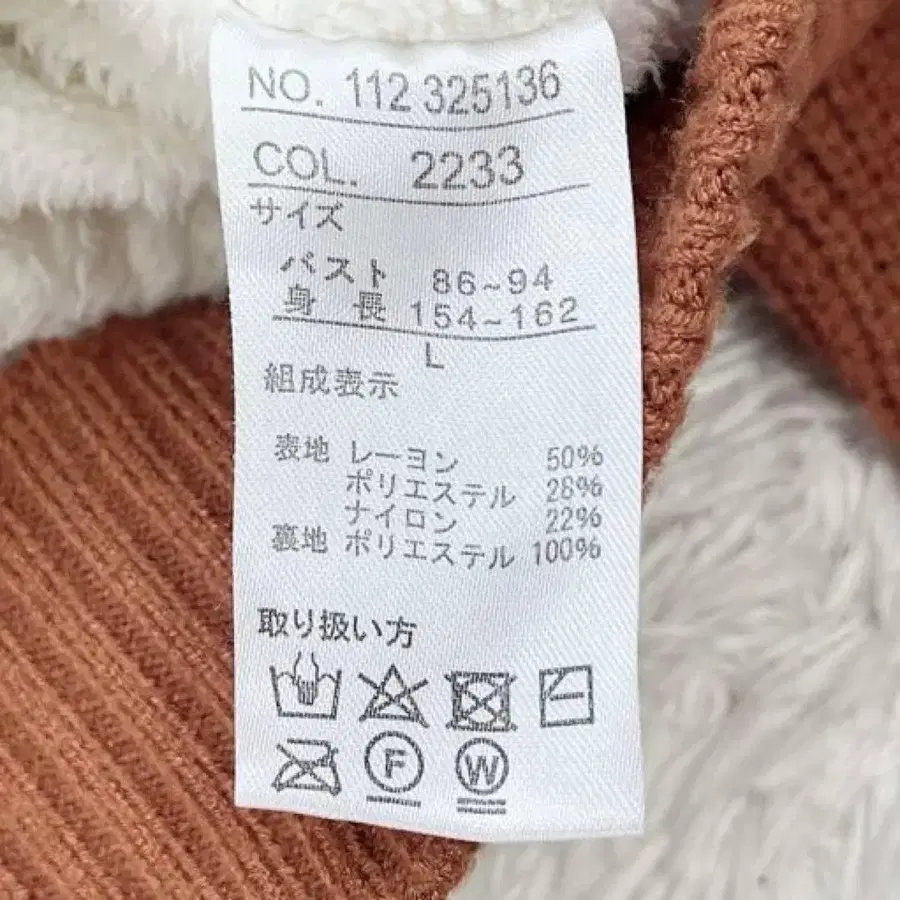 NO. 112 325136
COL. 2233
サイズ
バスト 86~94
身 長 154~162
L
組成表示
表地 レーヨン 50%
ポリエステル 28%
ナイロン 22%
裏地 ポリエステル 100%
取り扱い方
F W